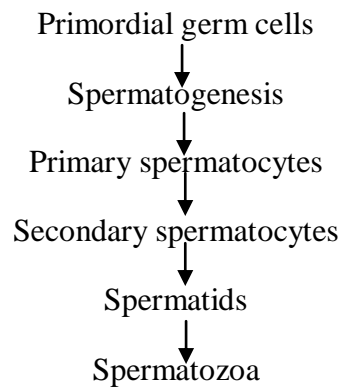 Primordial germ cells
Spermatogenesis
Primary spermatocytes
Secondary spermatocytes
Spermatids
Spermatozoa